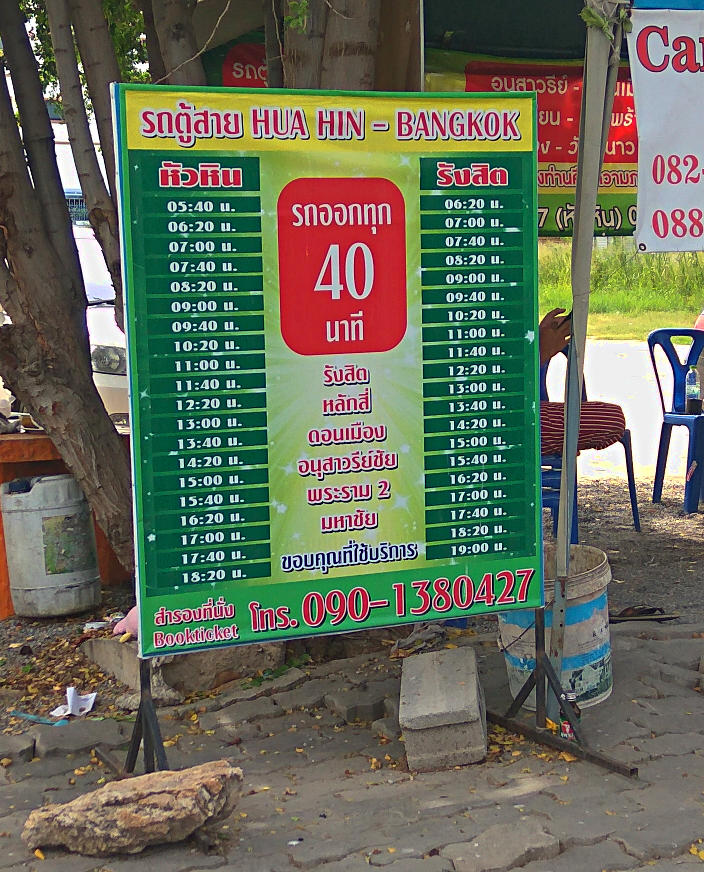 รถตู้สาย HUA HIN - BANGKOK
หัวหิน
05:40 น.
06:20 น.
07:00 น.
07:40 น.
08:20 น.
09:00 น.
09:40 น.
10:20 น.
11:00 น.
11:40 น.
12:20 น.
13:00 น.
13:40 น.
14:20 น.
15:00 น.
15:40 น.
16:20 น.
17:00 น.
17:40 น.
18:20 น.
รถออกทุก
40
นาที
รังสิต
หลักสี่
ดอนเมือง
อนุสาวรีย์ชัย
พระราม 2
มหาชัย
ขอบคุณที่ใช้บริการ
รังสิต
06:20 น.
07:00 น.
07:40 น.
08:20 น.
09:00 น.
09:40 น.
10:20 น.
11:00 น.
11:40 น.
12:20 น.
13:00 น.
13:40 น.
14:20 น.
15:00 น.
15:40 น.
16:20 น.
17:00 น.
17:40 น.
18:20 น.
19:00 น.
สำรองที่นั่ง
Bookticket
โทร. 090-1380427
รถตู้
อนุสาวรีย์ -
082-
088